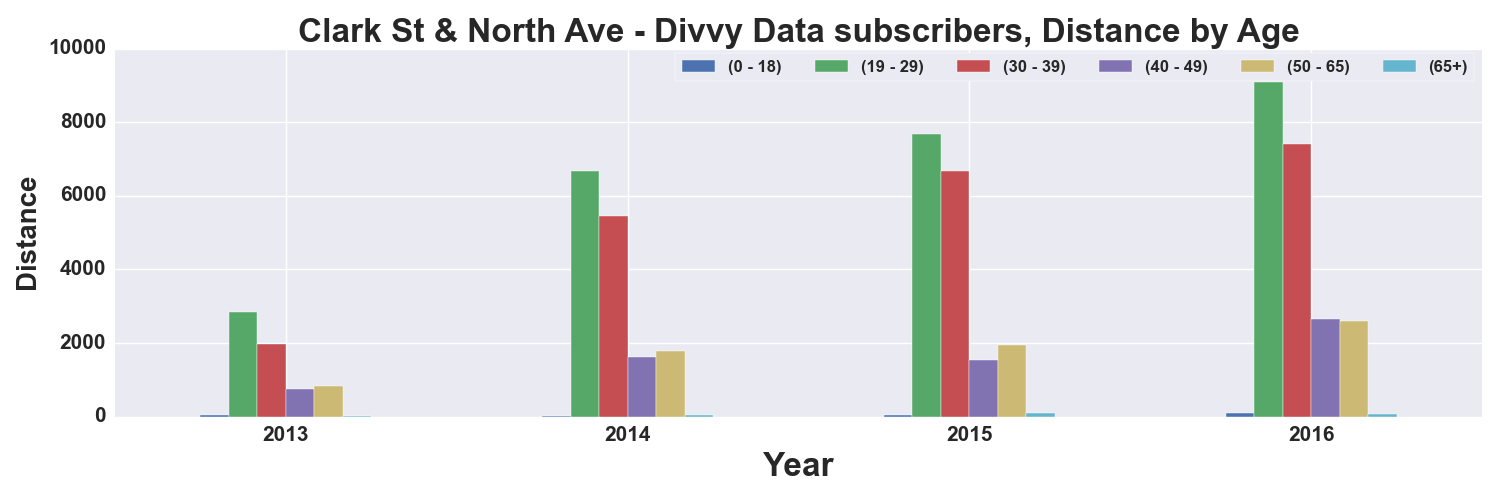 Clark St & North Ave - Divvy Data subscribers, Distance by Age
(0 - 18) (19 - 29) (30 - 39) (40 - 49) (50 - 65) (65+)
10000
8000
6000
4000
2000
0
Distance
2013 2014 2015 2016
Year